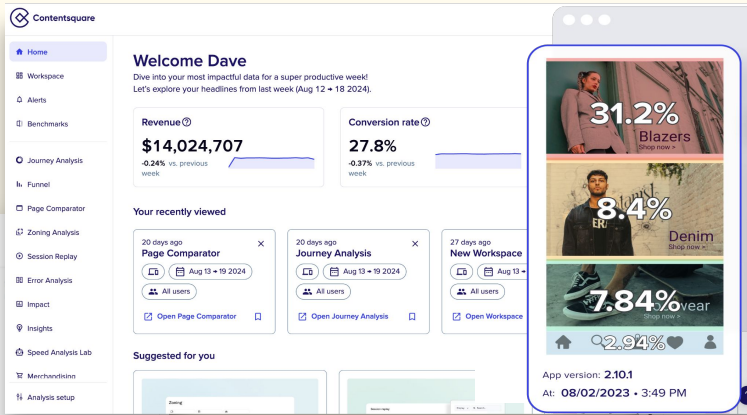 Contentsquare
Home
Workspace
Alerts
Benchmarks
Journey Analysis
Funnel
Page Comparator
Zoning Analysis
Session Replay
Error Analysis
Impact
Insights
Speed Analysis Lab
Merchandising
Analysis setup
Welcome Dave
Dive into your most impactful data for a super productive week!
Let's explore your headlines from last week (Aug 12 → 18 2024).
Revenue
$14,024,707
-0.24% vs. previous
week
Conversion rate
27.8%
-0.37% vs. previous
week
Your recently viewed
20 days ago
Page Comparator
Aug 13 → 19 2024
All users
Open Page Comparator
20 days ago
Journey Analysis
Aug 13 → 19 2024
All users
Open Journey Analysis
27 days ago
New Workspace
Aug 13 →
All users
Open Workspace
Suggested for you
Zoning
31.2%
Blazers
Shop now >
8.4%
Denim
Shop now >
7.84%
wear
Shop now >
2.94%
App version: 2.10.1
At: 08/02/2023 • 3:49 PM